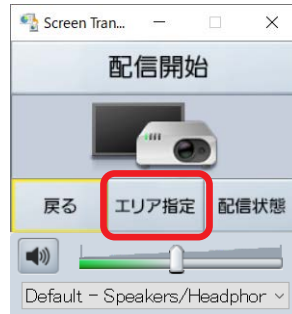 Screen Tran...
配信開始
戻る エリア指定 配信状態
Default - Speakers/Headphor